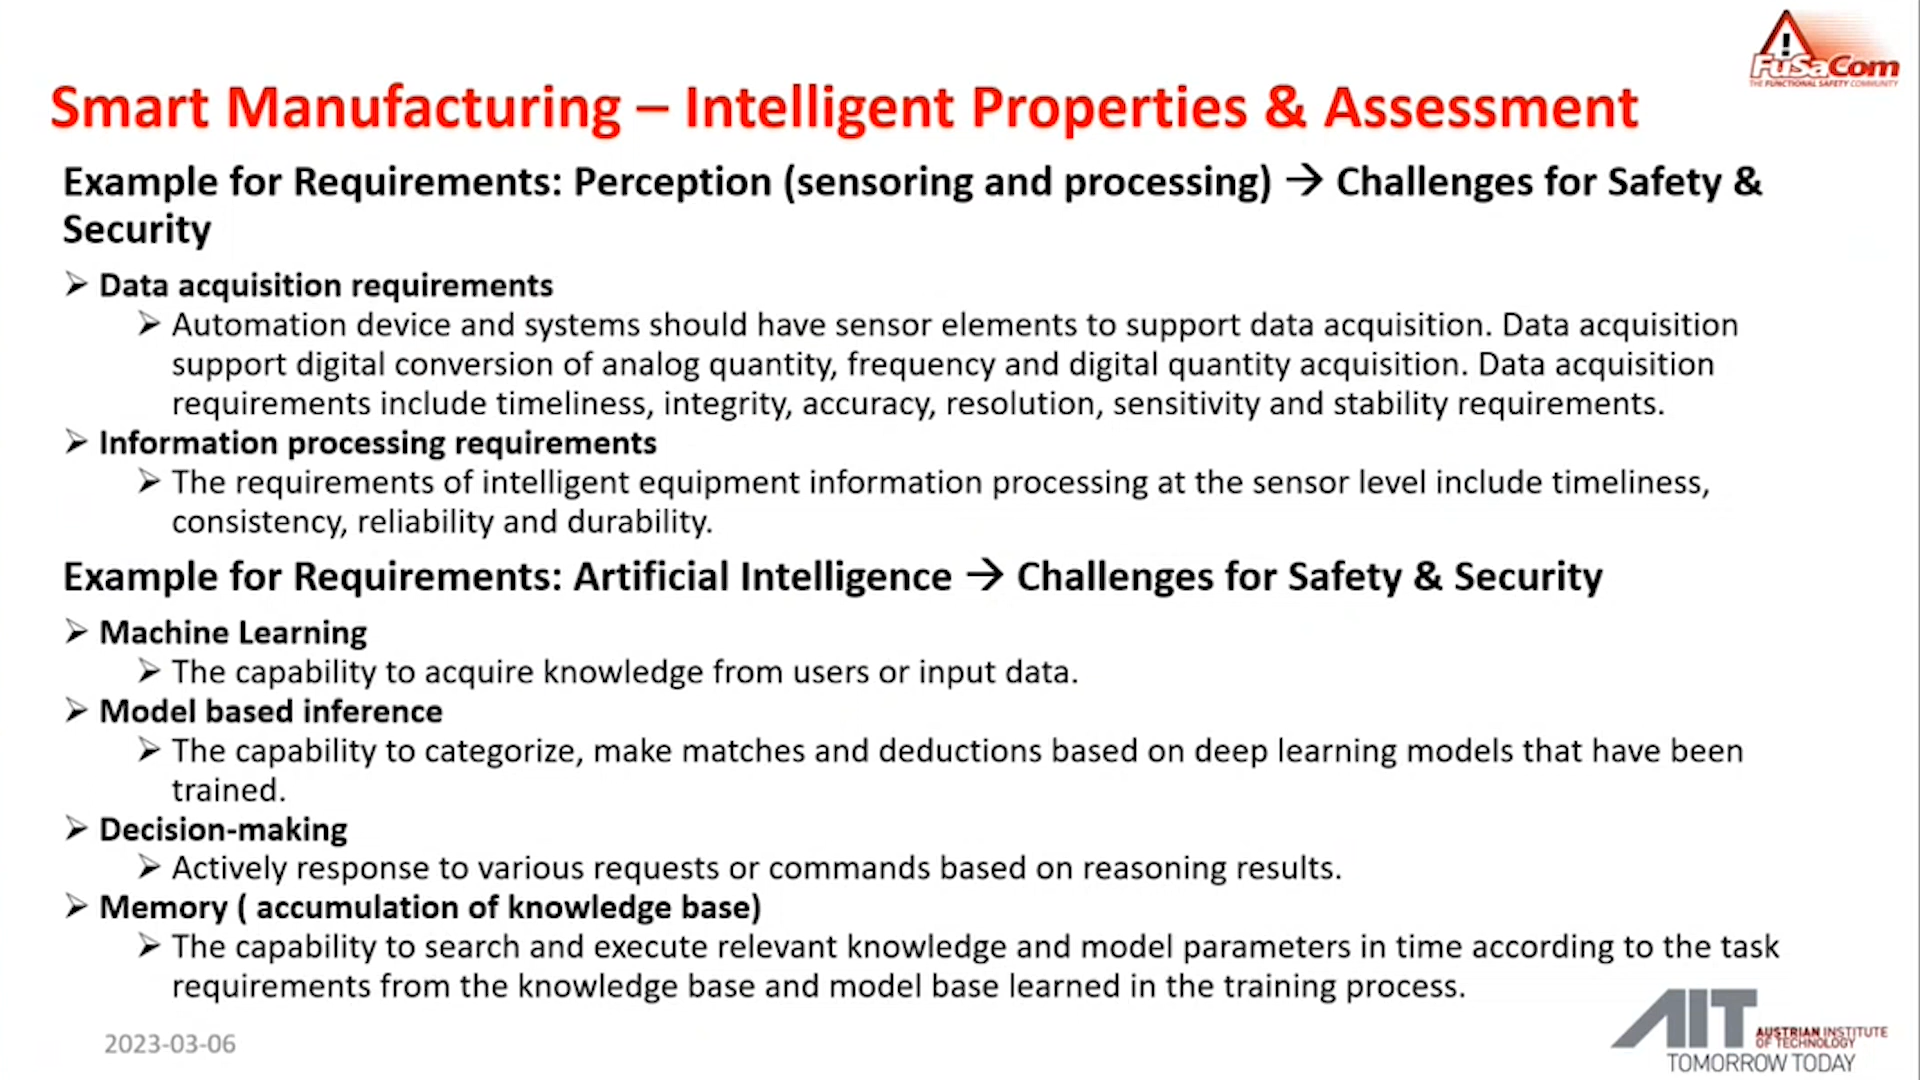 FuSaCom
THE FUNCTIONAL SAFETY COMMUNITY
Smart Manufacturing – Intelligent Properties & Assessment
Example for Requirements: Perception (sensoring and processing) → Challenges for Safety &
Security
➢ Data acquisition requirements
➢ Automation device and systems should have sensor elements to support data acquisition. Data acquisition
support digital conversion of analog quantity, frequency and digital quantity acquisition. Data acquisition
requirements include timeliness, integrity, accuracy, resolution, sensitivity and stability requirements.
➢ Information processing requirements
➢ The requirements of intelligent equipment information processing at the sensor level include timeliness,
consistency, reliability and durability.
Example for Requirements: Artificial Intelligence → Challenges for Safety & Security
➢ Machine Learning
➢ The capability to acquire knowledge from users or input data.
➢ Model based inference
➢ The capability to categorize, make matches and deductions based on deep learning models that have been
trained.
➢ Decision-making
➢ Actively response to various requests or commands based on reasoning results.
➢ Memory ( accumulation of knowledge base)
➢ The capability to search and execute relevant knowledge and model parameters in time according to the task
requirements from the knowledge base and model base learned in the training process.
2023-03-06
AIT
AUSTRIAN INSTITUTE
OF TECHNOLOGY
TOMORROW TODAY